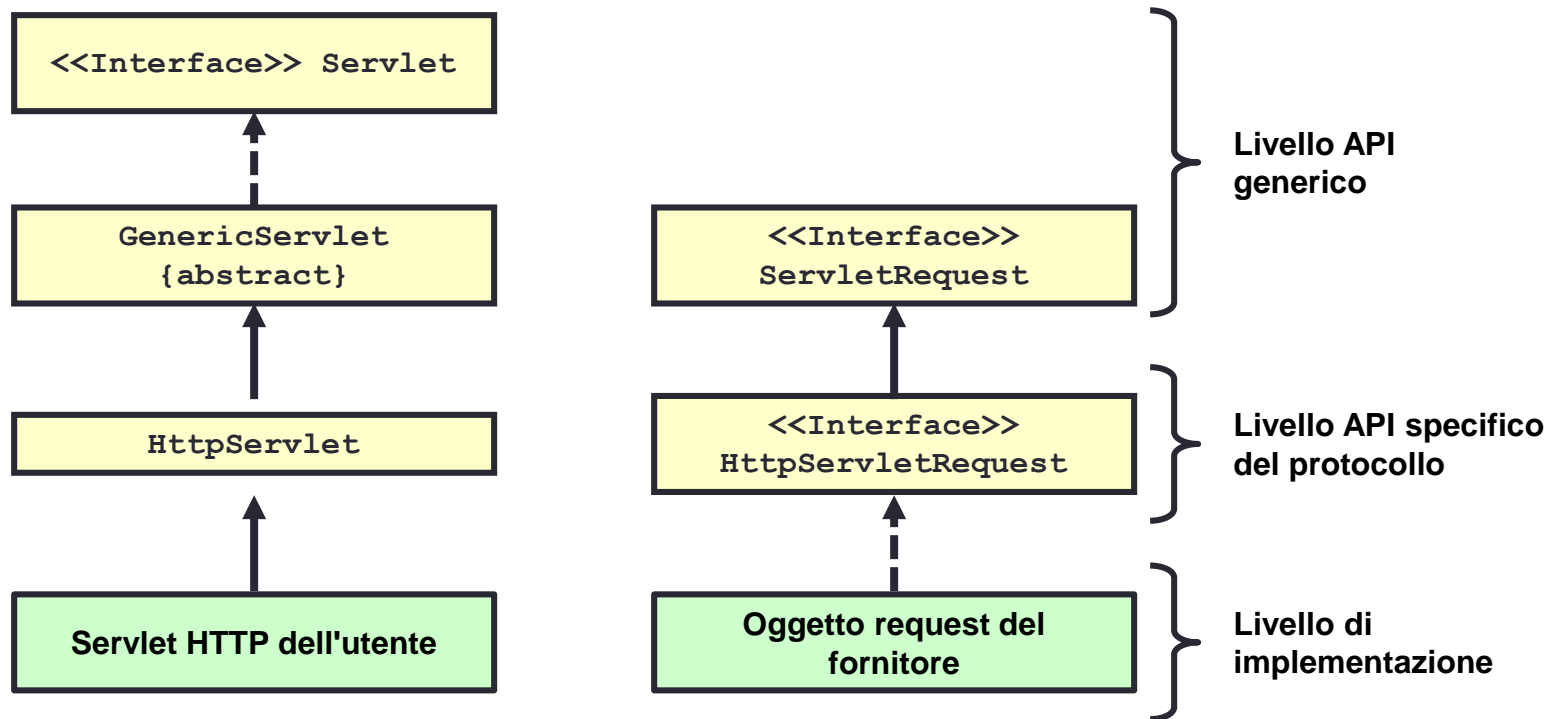 <<Interface>> Servlet
GenericServlet
{abstract}
HttpServlet
Servlet HTTP dell'utente
<<Interface>>
ServletRequest
<<Interface>>
HttpServletRequest
Oggetto request del
fornitore
Livello API
generico
Livello API specifico
del protocollo
Livello di
implementazione